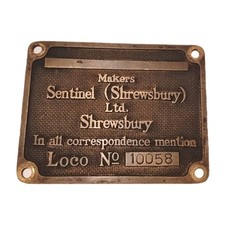 Makers
Sentinel (Shrewsbury)
Ltd.
Shrewsbury
In all correspondence mention
Loco No 10058